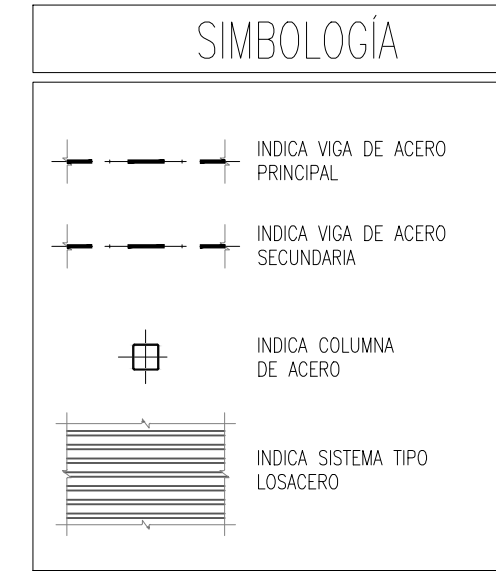 SIMBOLOGÍA
INDICA VIGA DE ACERO
PRINCIPAL
INDICA VIGA DE ACERO
SECUNDARIA
INDICA COLUMNA
DE ACERO
INDICA SISTEMA TIPO
LOSACERO